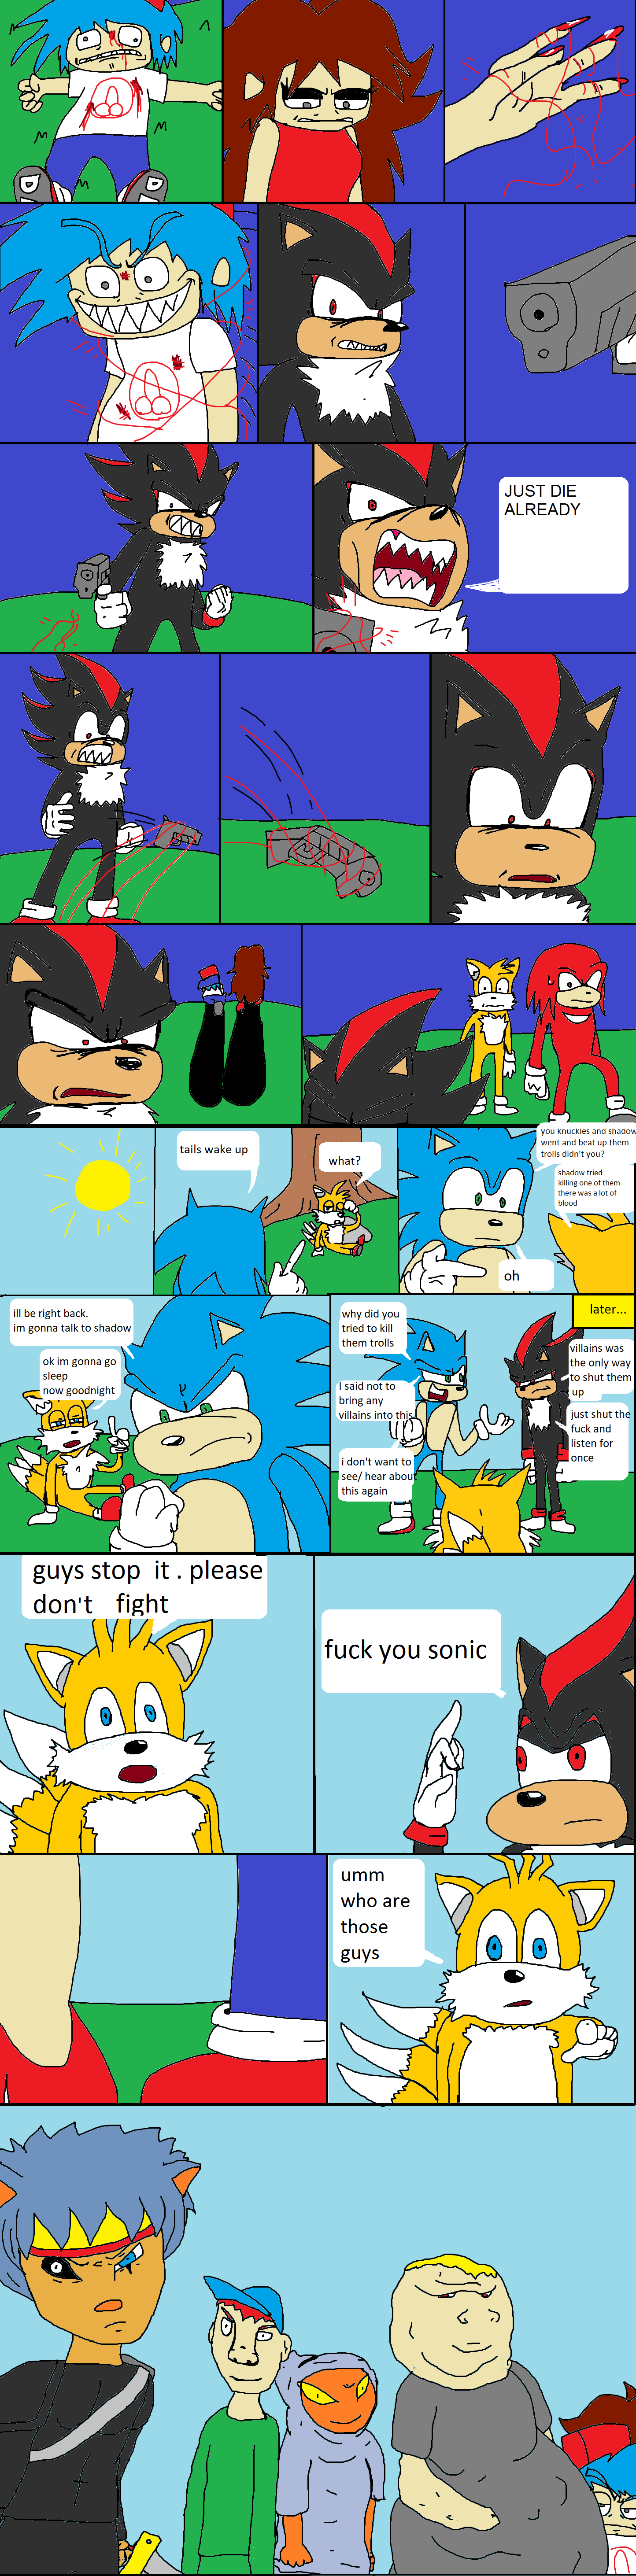 JUST DIE
ALREADY
tails wake up
what?
you knuckles and shadow
went and beat up them
trolls didn't you?
shadow tried
killing one of them
there was a lot of
blood
oh
ill be right back.
im gonna talk to shadow
ok im gonna go
sleep
now goodnight
later...
why did you
tried to kill
them trolls
villains was
the only way
to shut them
up
I said not to
bring any
villains into this
just shut the
fuck and
listen for
once
i don't want to
see/ hear about
this again
guys stop it . please
don't fight
fuck you sonic
umm
who are
those
guys